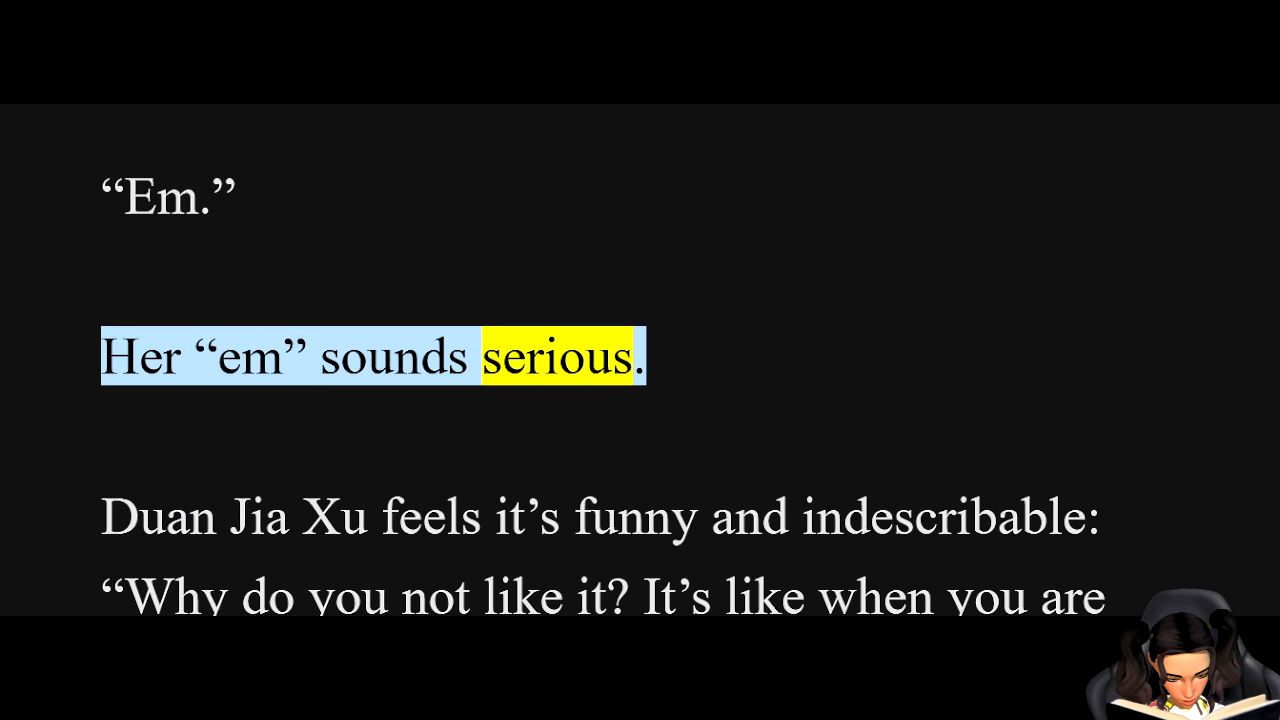 “Em.”
Her “em” sounds serious.
Duan Jia Xu feels it’s funny and indescribable:
“Why do you not like it? It’s like when you are